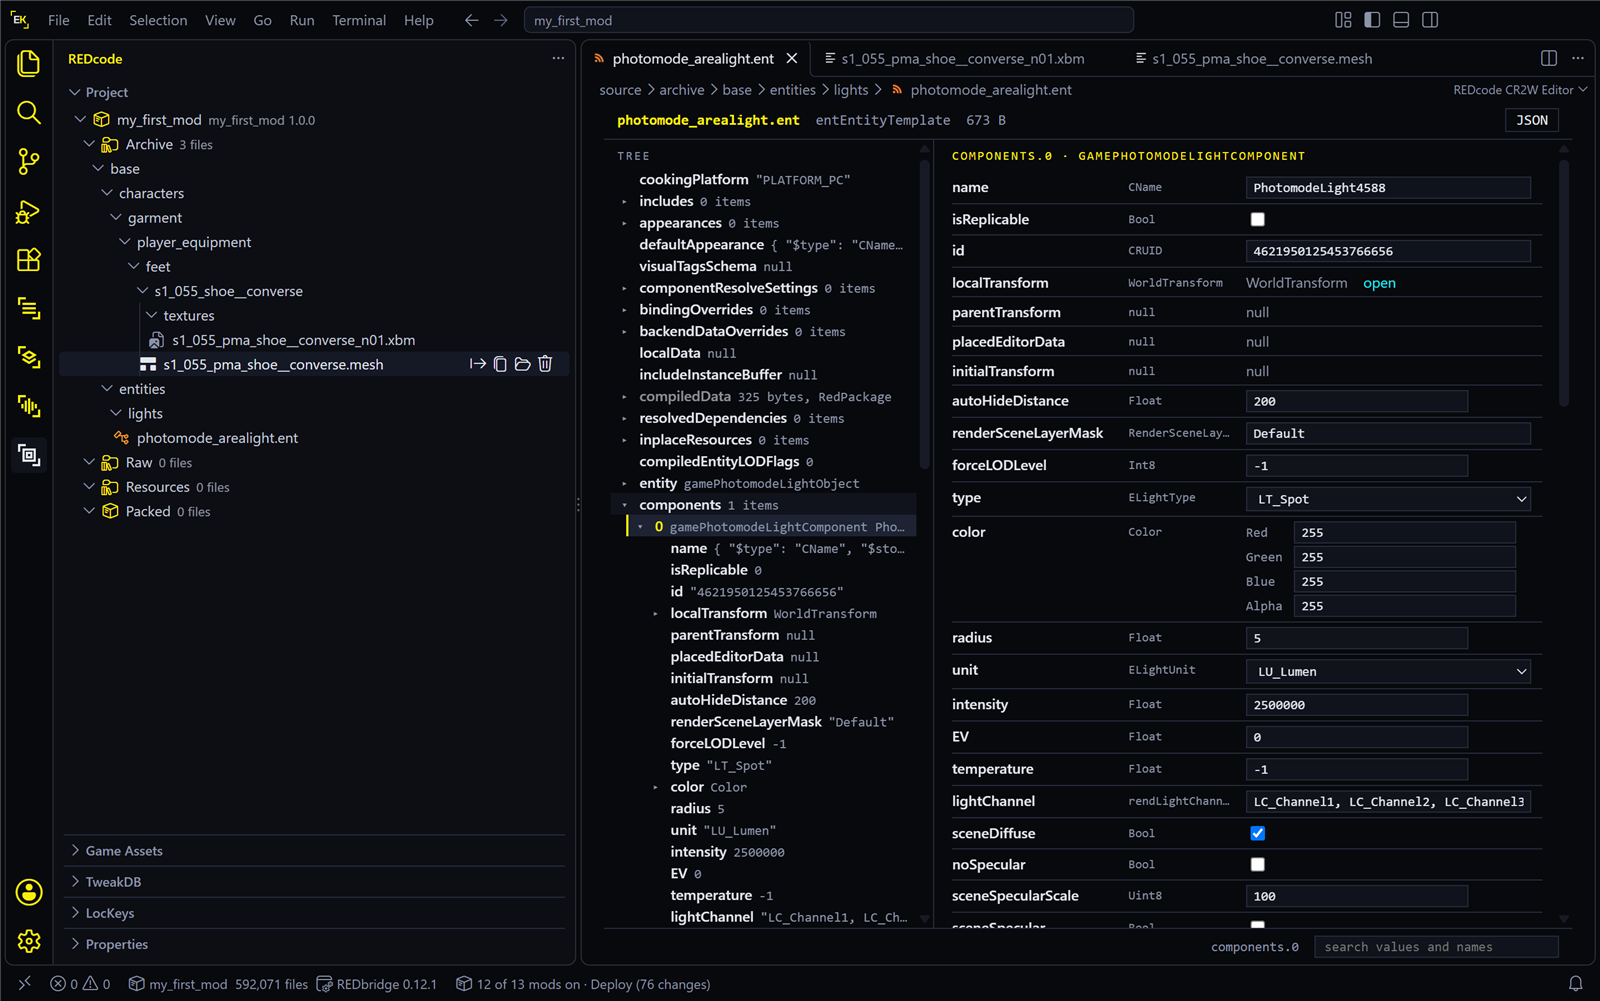 EK
File Edit Selection View Go Run Terminal Help
my_first_mod
REDcode
Project
my_first_mod my_first_mod 1.0.0
Archive 3 files
base
characters
garment
player_equipment
feet
s1_055_shoe__converse
textures
s1_055_pma_shoe__converse_n01.xbm
s1_055_pma_shoe__converse.mesh
entities
lights
photomode_arealight.ent
Raw 0 files
Resources 0 files
Packed 0 files
Game Assets
TweakDB
LocKeys
Properties
photomode_arealight.ent
s1_055_pma_shoe__converse_n01.xbm
s1_055_pma_shoe__converse.mesh
source > archive > base > entities > lights > photomode_arealight.ent
REDcode CR2W Editor
photomode_arealight.ent entEntityTemplate 673 B
JSON
TREE
cookingPlatform "PLATFORM_PC"
includes 0 items
appearances 0 items
defaultAppearance { "$type": "CName…
visualTagsSchema null
componentResolveSettings 0 items
bindingOverrides 0 items
backendDataOverrides 0 items
localData null
includeInstanceBuffer null
compiledData 325 bytes, RedPackage
resolvedDependencies 0 items
inplaceResources 0 items
compiledEntityLODFlags 0
entity gamePhotomodeLightObject
components 1 items
0 gamePhotomodeLightComponent Pho…
name { "$type": "CName", "$sto…
isReplicable 0
id "4621950125453766656"
localTransform WorldTransform
parentTransform null
placedEditorData null
initialTransform null
autoHideDistance 200
renderSceneLayerMask "Default"
forceLODLevel -1
type "LT_Spot"
color Color
radius 5
unit "LU_Lumen"
intensity 2500000
EV 0
temperature -1
lightChannel "LC_Channel1, LC_Ch…
COMPONENTS.0 · GAMEPHOTOMODELIGHTCOMPONENT
name CName PhotomodeLight4588
isReplicable Bool
id CRUID 4621950125453766656
localTransform WorldTransform WorldTransform open
parentTransform null null
placedEditorData null null
initialTransform null null
autoHideDistance Float 200
renderSceneLayerMask RenderSceneLay… Default
forceLODLevel Int8 -1
type ELightType LT_Spot
color Color Red 255
Green 255
Blue 255
Alpha 255
radius Float 5
unit ELightUnit LU_Lumen
intensity Float 2500000
EV Float 0
temperature Float -1
lightChannel rendLightChann… LC_Channel1, LC_Channel2, LC_Channel3
sceneDiffuse Bool
noSpecular Bool
sceneSpecularScale Uint8 100
sceneSpecular Bool
components.0 search values and names
0 0 my_first_mod 592,071 files REDbridge 0.12.1 12 of 13 mods on · Deploy (76 changes)